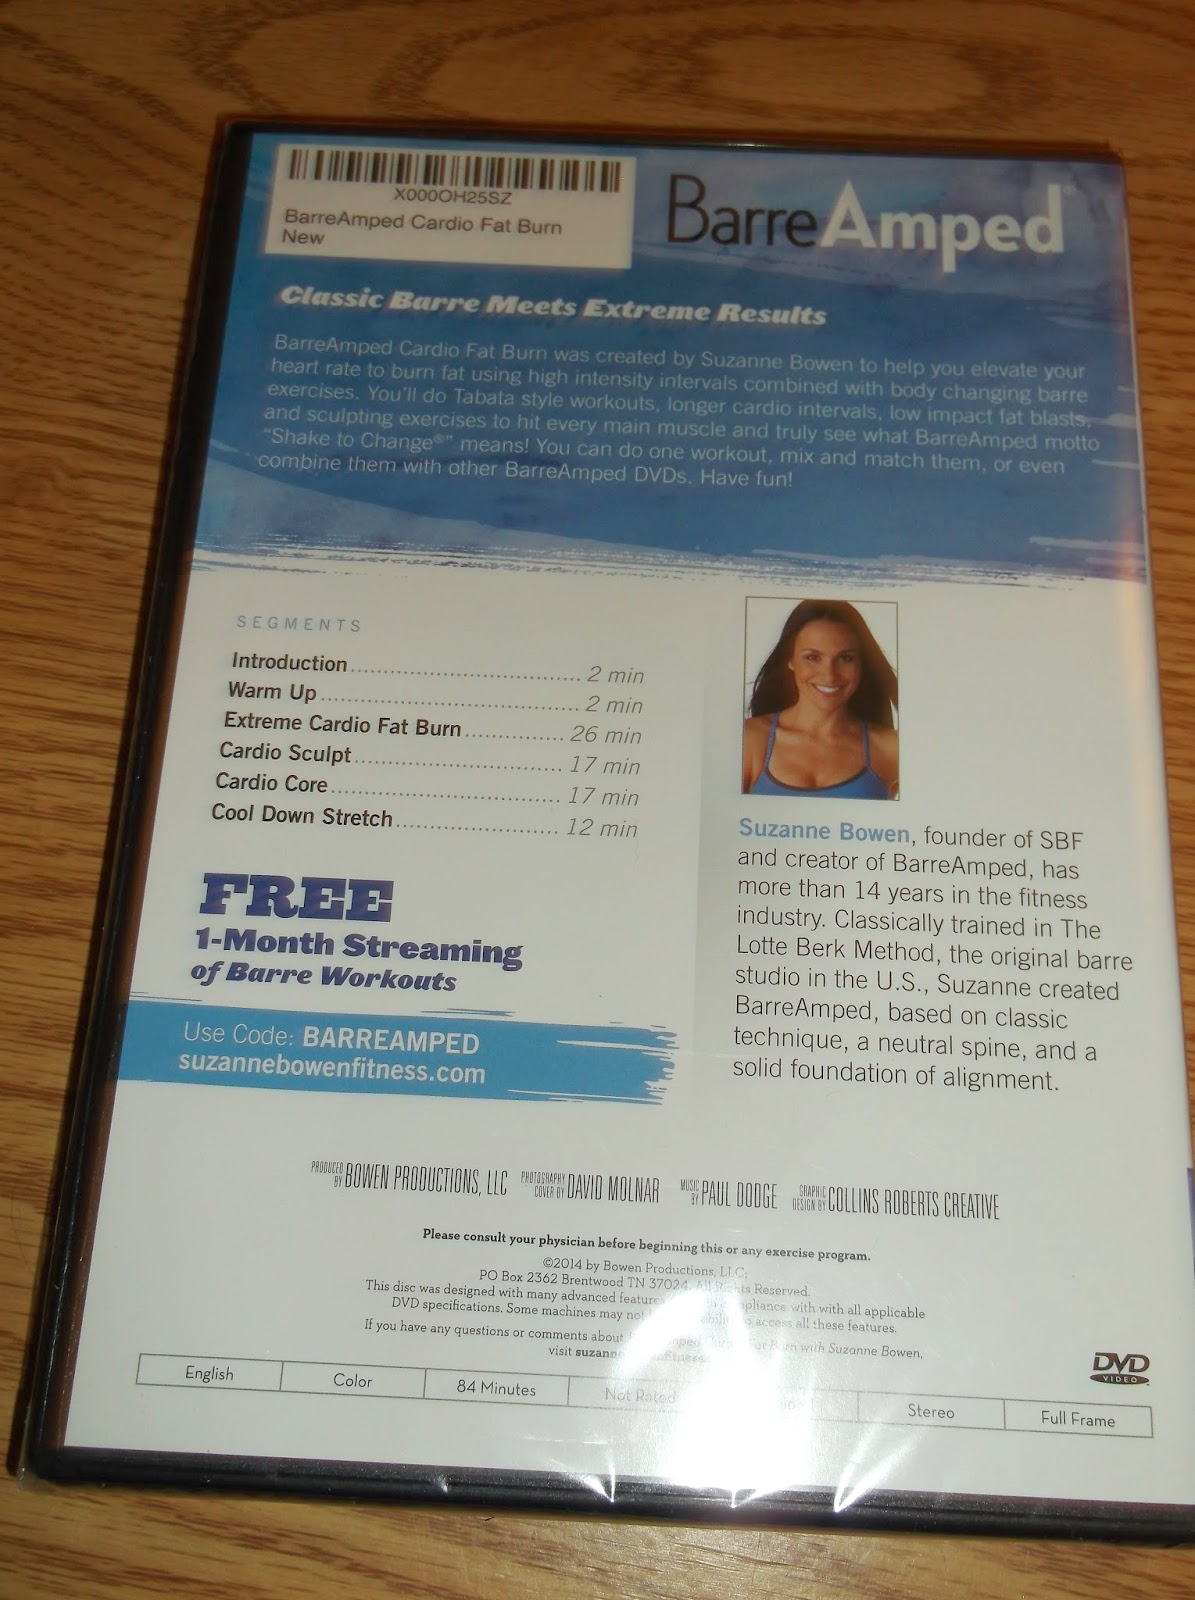 X000OH25SZ
BarreAmped Cardio Fat Burn
New
BarreAmped®
Classic Barre Meets Extreme Results
BarreAmped Cardio Fat Burn was created by Suzanne Bowen to help you elevate your
heart rate to burn fat using high intensity intervals combined with body changing barre
exercises. You'll do Tabata style workouts, longer cardio intervals, low impact fat blasts,
and sculpting exercises to hit every main muscle and truly see what BarreAmped motto
"Shake to Change®" means! You can do one workout, mix and match them, or even
combine them with other BarreAmped DVDs. Have fun!
SEGMENTS
Introduction.................................. 2 min
Warm Up...................................... 2 min
Extreme Cardio Fat Burn............... 26 min
Cardio Sculpt............................... 17 min
Cardio Core.................................. 17 min
Cool Down Stretch........................ 12 min
FREE
1-Month Streaming
of Barre Workouts
Use Code: BARREAMPED
suzannebowenfitness.com
Suzanne Bowen, founder of SBF
and creator of BarreAmped, has
more than 14 years in the fitness
industry. Classically trained in The
Lotte Berk Method, the original barre
studio in the U.S., Suzanne created
BarreAmped, based on classic
technique, a neutral spine, and a
solid foundation of alignment.
PRODUCED BY BOWEN PRODUCTIONS, LLC PHOTOGRAPHY COVER BY DAVID MOLNAR MUSIC BY PAUL DODGE GRAPHIC DESIGN BY COLLINS ROBERTS CREATIVE
Please consult your physician before beginning this or any exercise program.
©2014 by Bowen Productions, LLC,
PO Box 2362 Brentwood TN 37024. All Rights Reserved.
This disc was designed with many advanced compliance with with all applicable
DVD specifications. Some machines may access all these features.
If you have any questions or comments about Burn with Suzanne Bowen,
visit
DVD
VIDEO
English Color 84 Minutes Not Rated Stereo Full Frame